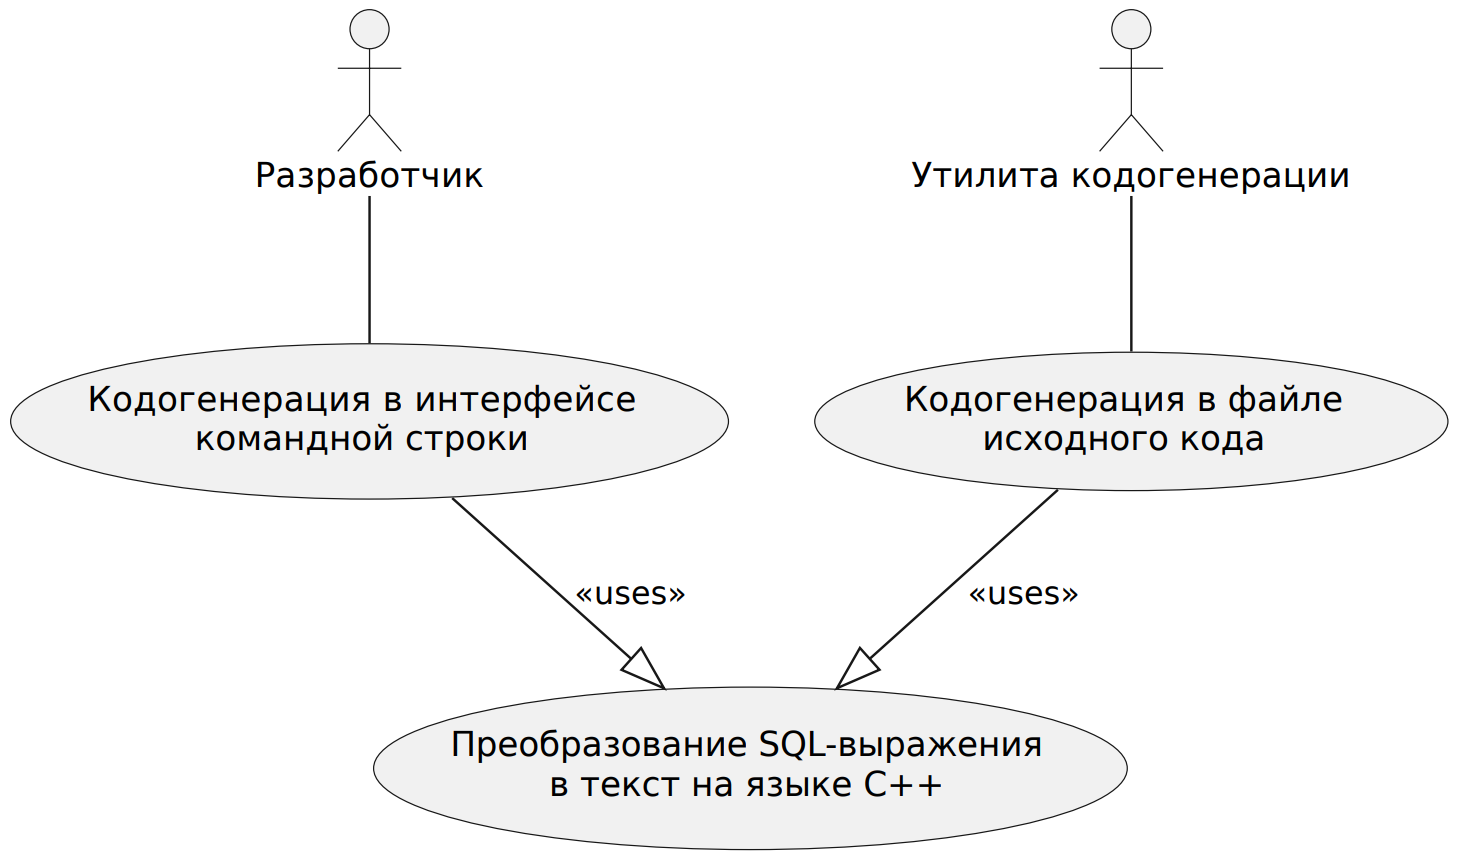 Разработчик
Утилита кодогенерации
Кодогенерация в интерфейсе
командной строки
Кодогенерация в файле
исходного кода
«uses»
«uses»
Преобразование SQL-выражения
в текст на языке C++